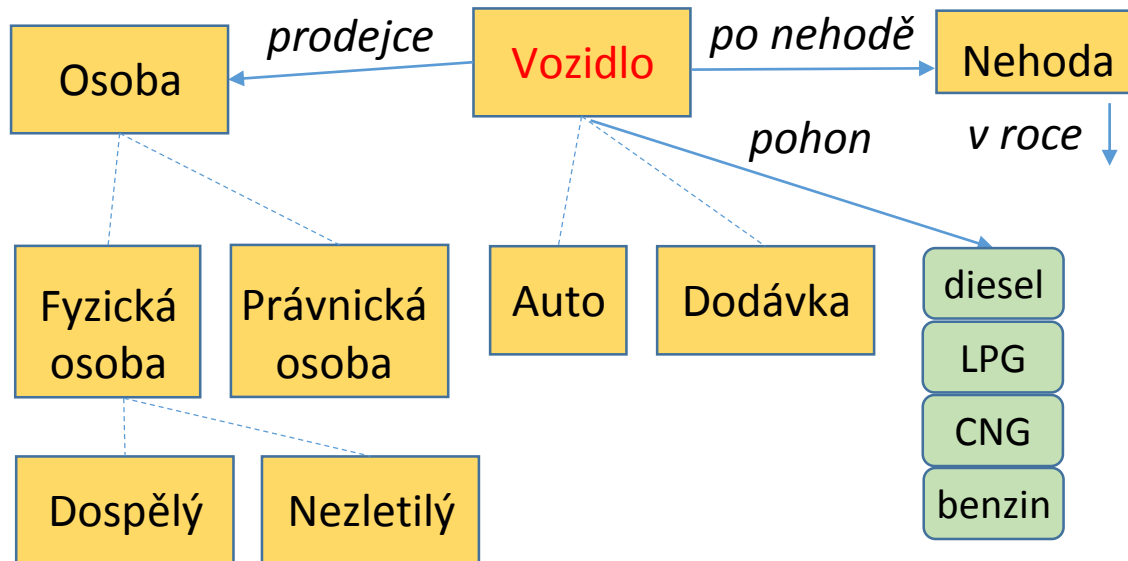 prodejce
po nehodě
Osoba
Vozidlo
Nehoda
pohon
v roce
Fyzická
osoba
Právnická
osoba
Auto
Dodávka
diesel
LPG
CNG
benzin
Dospělý
Nezletilý